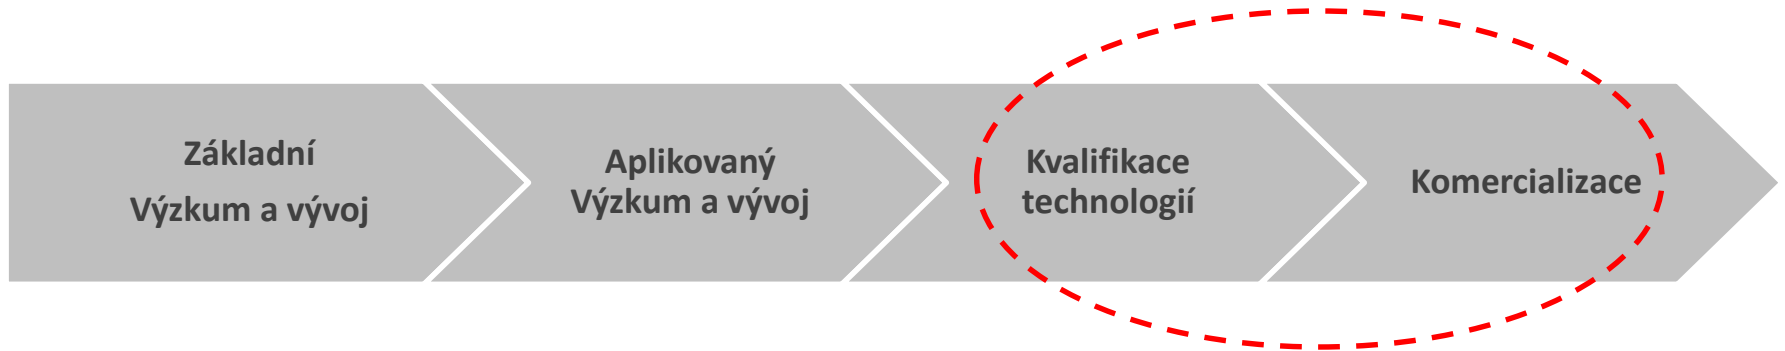 Základní
Výzkum a vývoj
Aplikovaný
Výzkum a vývoj
Kvalifikace
technologií
Komercializace